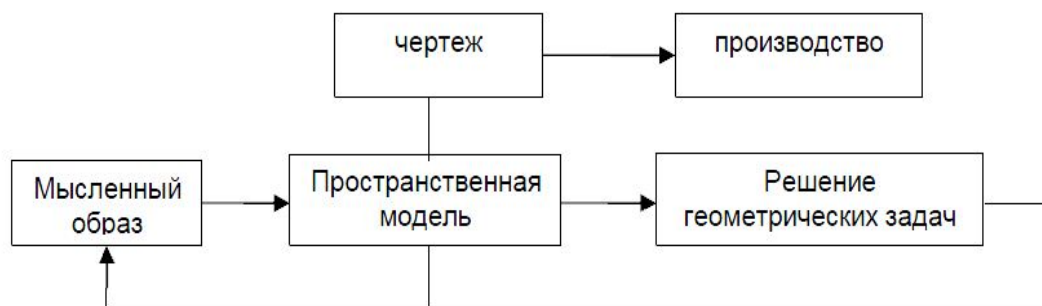 чертеж
производство
Мысленный
образ
Пространственная
модель
Решение
геометрических задач